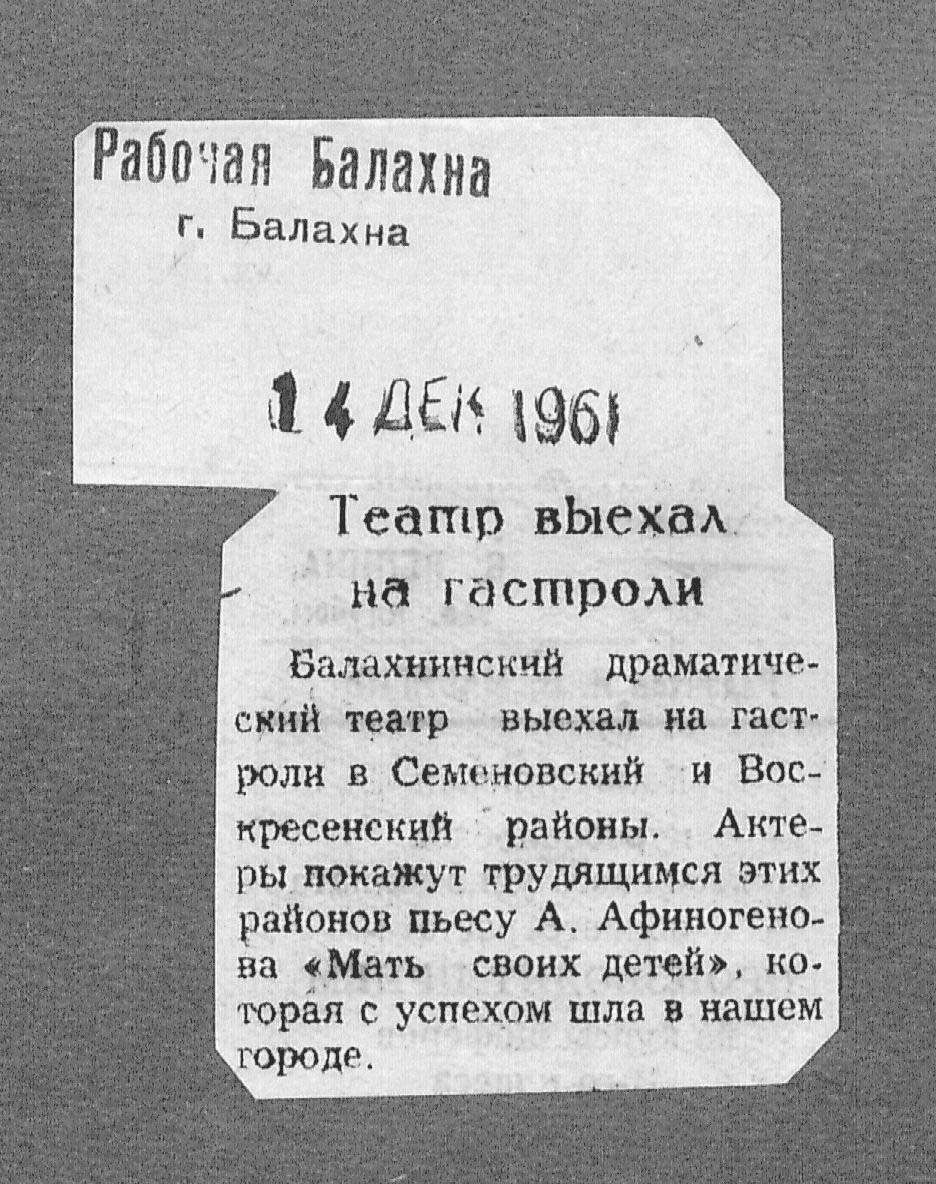 Рабочая Балахна
г. Балахна
14 ДЕК 1961
Театр выехал
на гастроли
Балахнинский драматиче-
ский театр выехал на гаст-
роли в Семеновский и Вос-
кресенский районы. Акте-
ры покажут трудящимся этих
районов пьесу А. Афиногено-
ва «Мать своих детей», ко-
торая с успехом шла в нашем
городе.